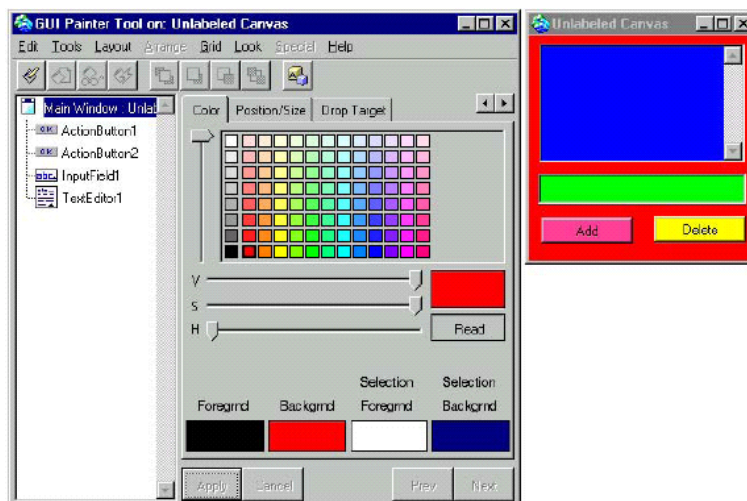 GUI Painter Tool on: Unlabeled Canvas
Edit Tools Layout Arrange Grid Look Special Help
Main Window : Unlat
ActionButton1
ActionButton2
InputField1
TextEditor1
Color Position/Size Drop Target
V
S
H
Read
Selection Selection
Foregrnd Backgrnd Foregrnd Backgrnd
Apply Cancel Prev Next
Unlabeled Canvas
Add Delete